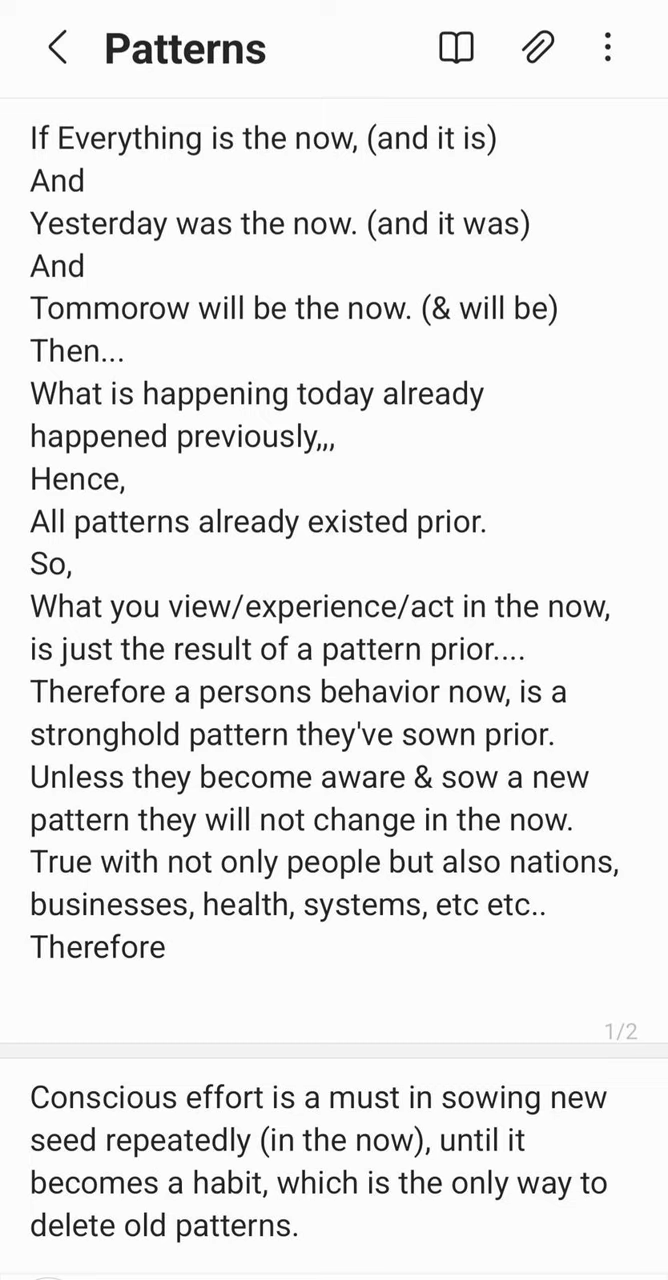 Patterns
If Everything is the now, (and it is)
And
Yesterday was the now. (and it was)
And
Tommorow will be the now. (& will be)
Then...
What is happening today already
happened previously,,,
Hence,
All patterns already existed prior.
So,
What you view/experience/act in the now,
is just the result of a pattern prior....
Therefore a persons behavior now, is a
stronghold pattern they've sown prior.
Unless they become aware & sow a new
pattern they will not change in the now.
True with not only people but also nations,
businesses, health, systems, etc etc..
Therefore
1/2
Conscious effort is a must in sowing new
seed repeatedly (in the now), until it
becomes a habit, which is the only way to
delete old patterns.